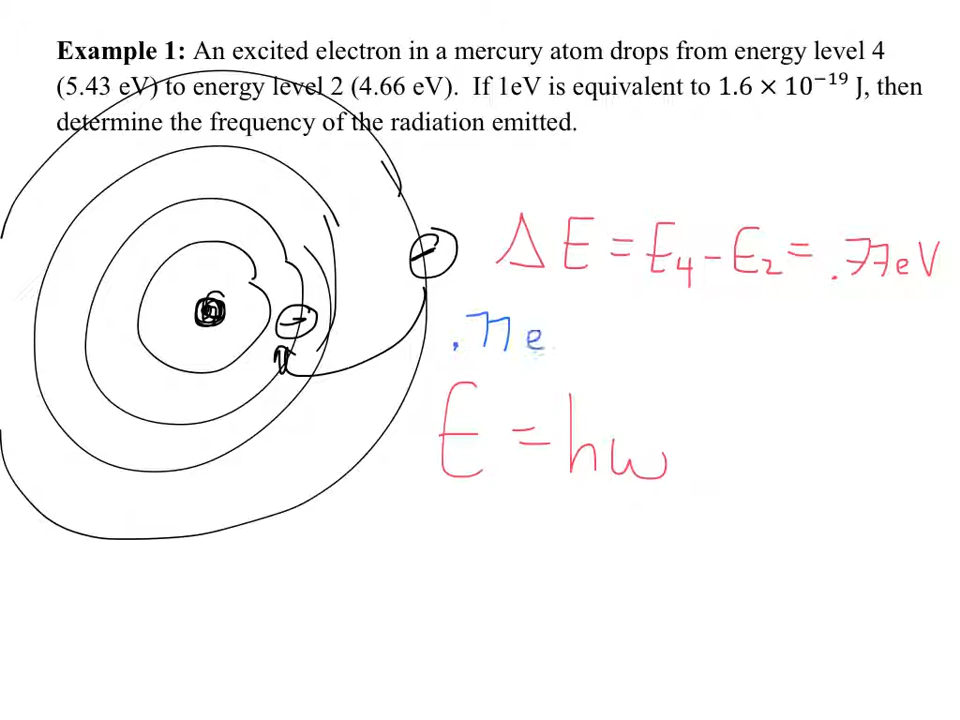 Example 1: An excited electron in a mercury atom drops from energy level 4
(5.43 eV) to energy level 2 (4.66 eV). If 1eV is equivalent to 1.6 × 10⁻¹⁹ J, then
determine the frequency of the radiation emitted.
ΔE = E₄ - E₂ = .77eV
.77 e
E = hω